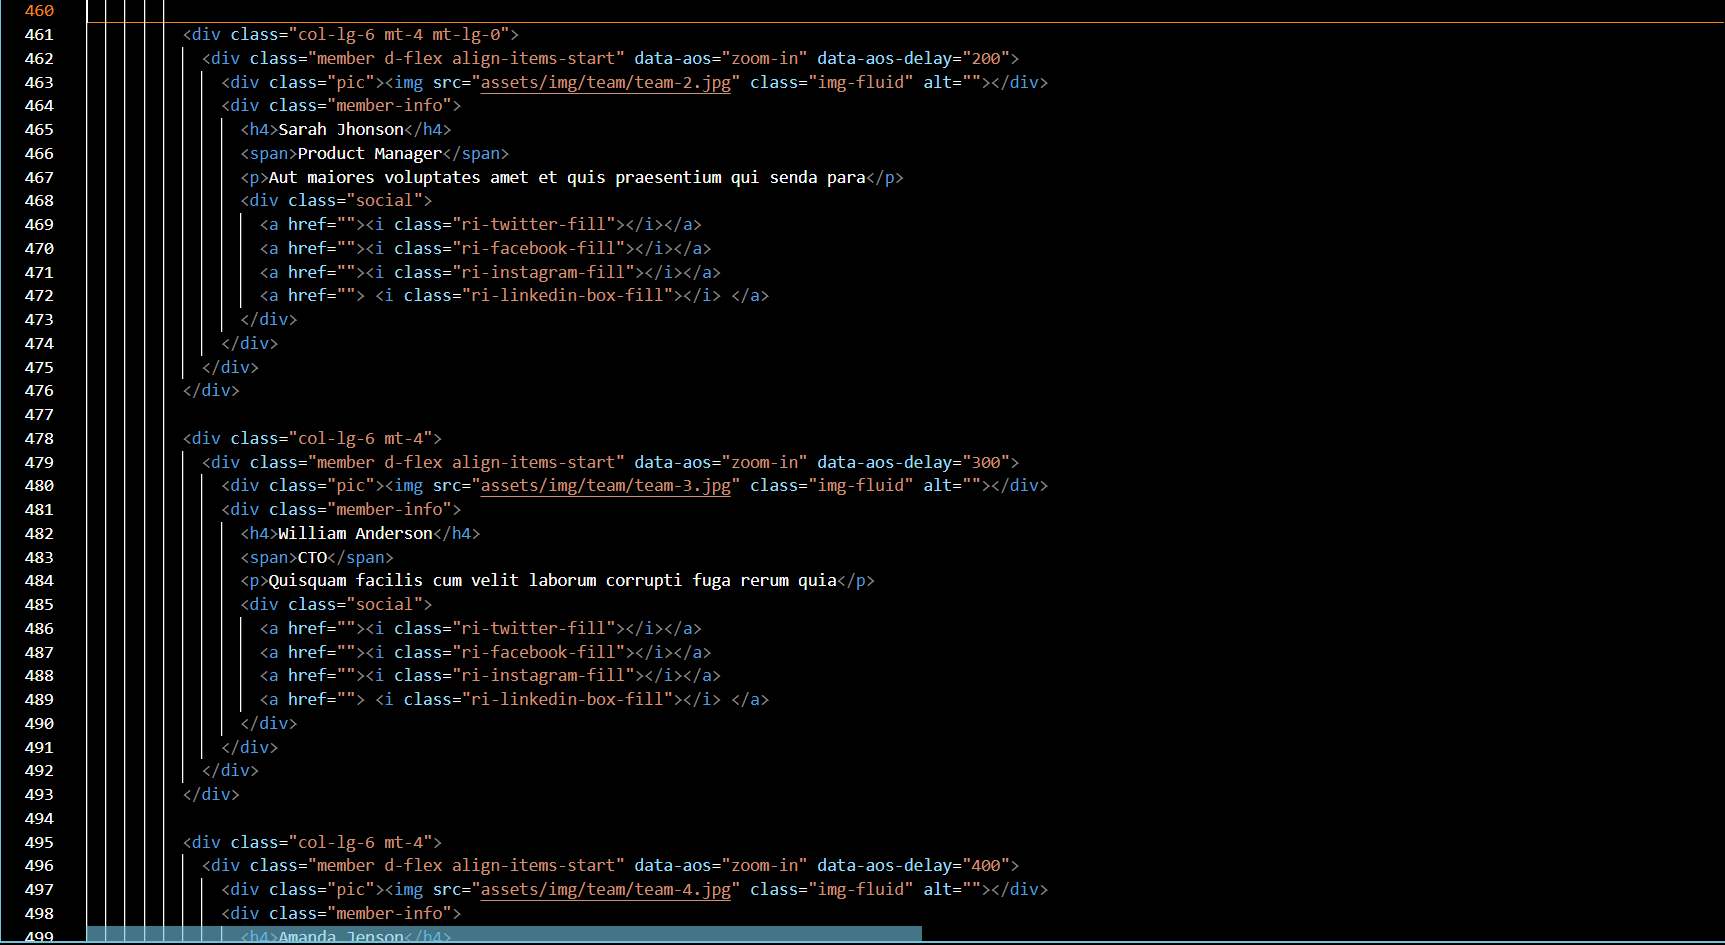 460
461 <div class="col-lg-6 mt-4 mt-lg-0">
462 <div class="member d-flex align-items-start" data-aos="zoom-in" data-aos-delay="200">
463 <div class="pic"><img src="assets/img/team/team-2.jpg" class="img-fluid" alt=""></div>
464 <div class="member-info">
465 <h4>Sarah Jhonson</h4>
466 <span>Product Manager</span>
467 <p>Aut maiores voluptates amet et quis praesentium qui senda para</p>
468 <div class="social">
469 <a href=""><i class="ri-twitter-fill"></i></a>
470 <a href=""><i class="ri-facebook-fill"></i></a>
471 <a href=""><i class="ri-instagram-fill"></i></a>
472 <a href=""> <i class="ri-linkedin-box-fill"></i> </a>
473 </div>
474 </div>
475 </div>
476 </div>
477
478 <div class="col-lg-6 mt-4">
479 <div class="member d-flex align-items-start" data-aos="zoom-in" data-aos-delay="300">
480 <div class="pic"><img src="assets/img/team/team-3.jpg" class="img-fluid" alt=""></div>
481 <div class="member-info">
482 <h4>William Anderson</h4>
483 <span>CTO</span>
484 <p>Quisquam facilis cum velit laborum corrupti fuga rerum quia</p>
485 <div class="social">
486 <a href=""><i class="ri-twitter-fill"></i></a>
487 <a href=""><i class="ri-facebook-fill"></i></a>
488 <a href=""><i class="ri-instagram-fill"></i></a>
489 <a href=""> <i class="ri-linkedin-box-fill"></i> </a>
490 </div>
491 </div>
492 </div>
493 </div>
494
495 <div class="col-lg-6 mt-4">
496 <div class="member d-flex align-items-start" data-aos="zoom-in" data-aos-delay="400">
497 <div class="pic"><img src="assets/img/team/team-4.jpg" class="img-fluid" alt=""></div>
498 <div class="member-info">
499 <h4>Amanda Jepson</h4>